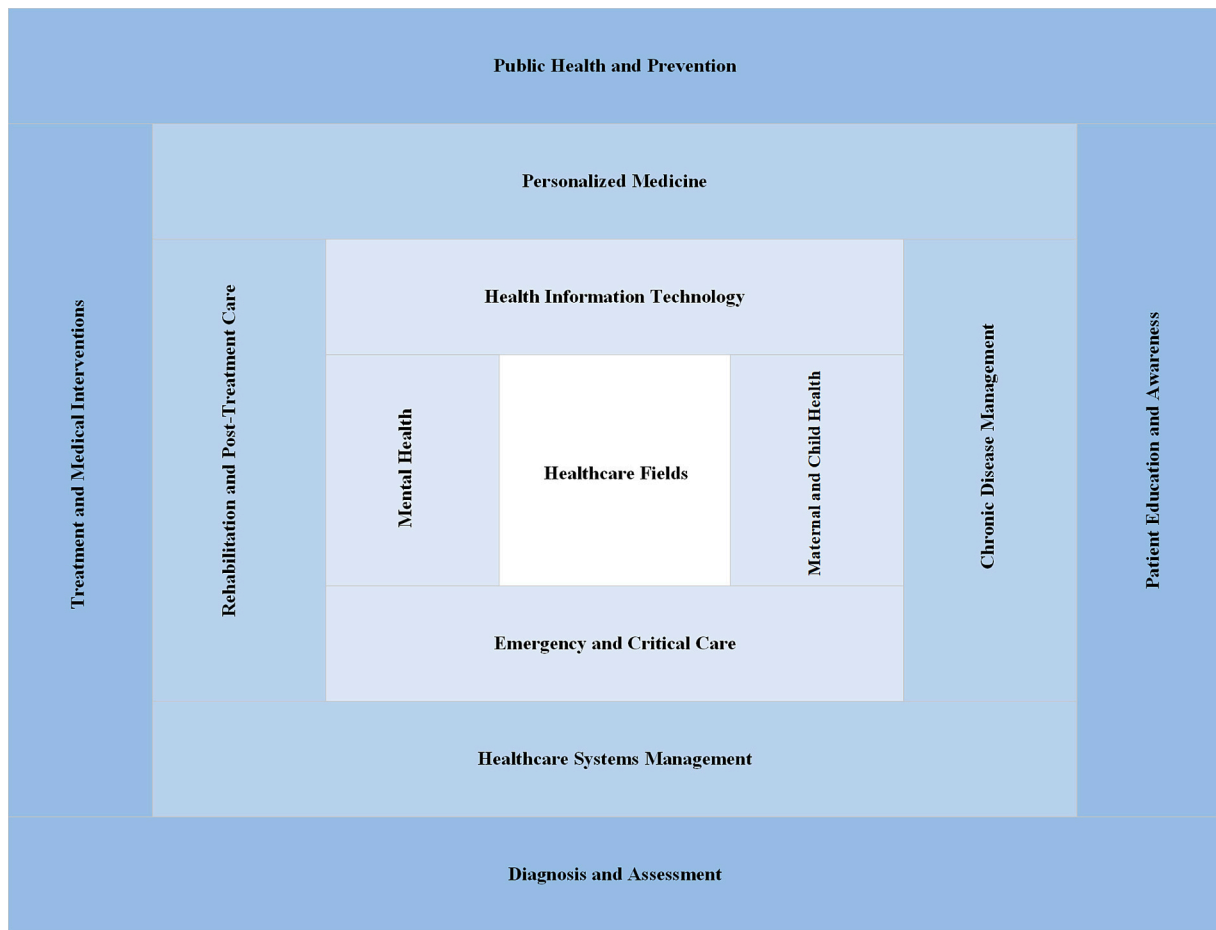 Public Health and Prevention
Personalized Medicine
Health Information Technology
Treatment and Medical Interventions
Rehabilitation and Post-Treatment Care
Mental Health
Healthcare Fields
Maternal and Child Health
Chronic Disease Management
Patient Education and Awareness
Emergency and Critical Care
Healthcare Systems Management
Diagnosis and Assessment